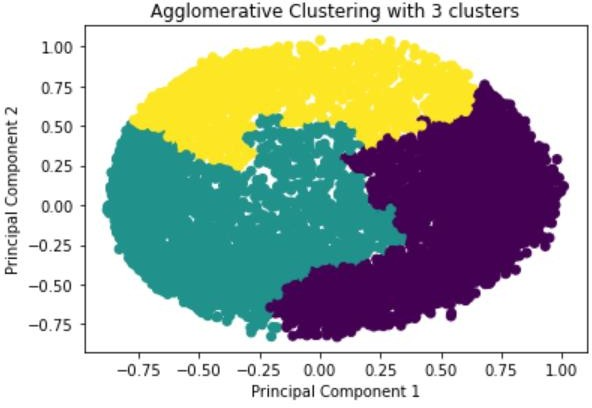 Agglomerative Clustering with 3 clusters
1.00
0.75
0.50
0.25
0.00
−0.25
−0.50
−0.75
Principal Component 2
−0.75 −0.50 −0.25 0.00 0.25 0.50 0.75 1.00
Principal Component 1